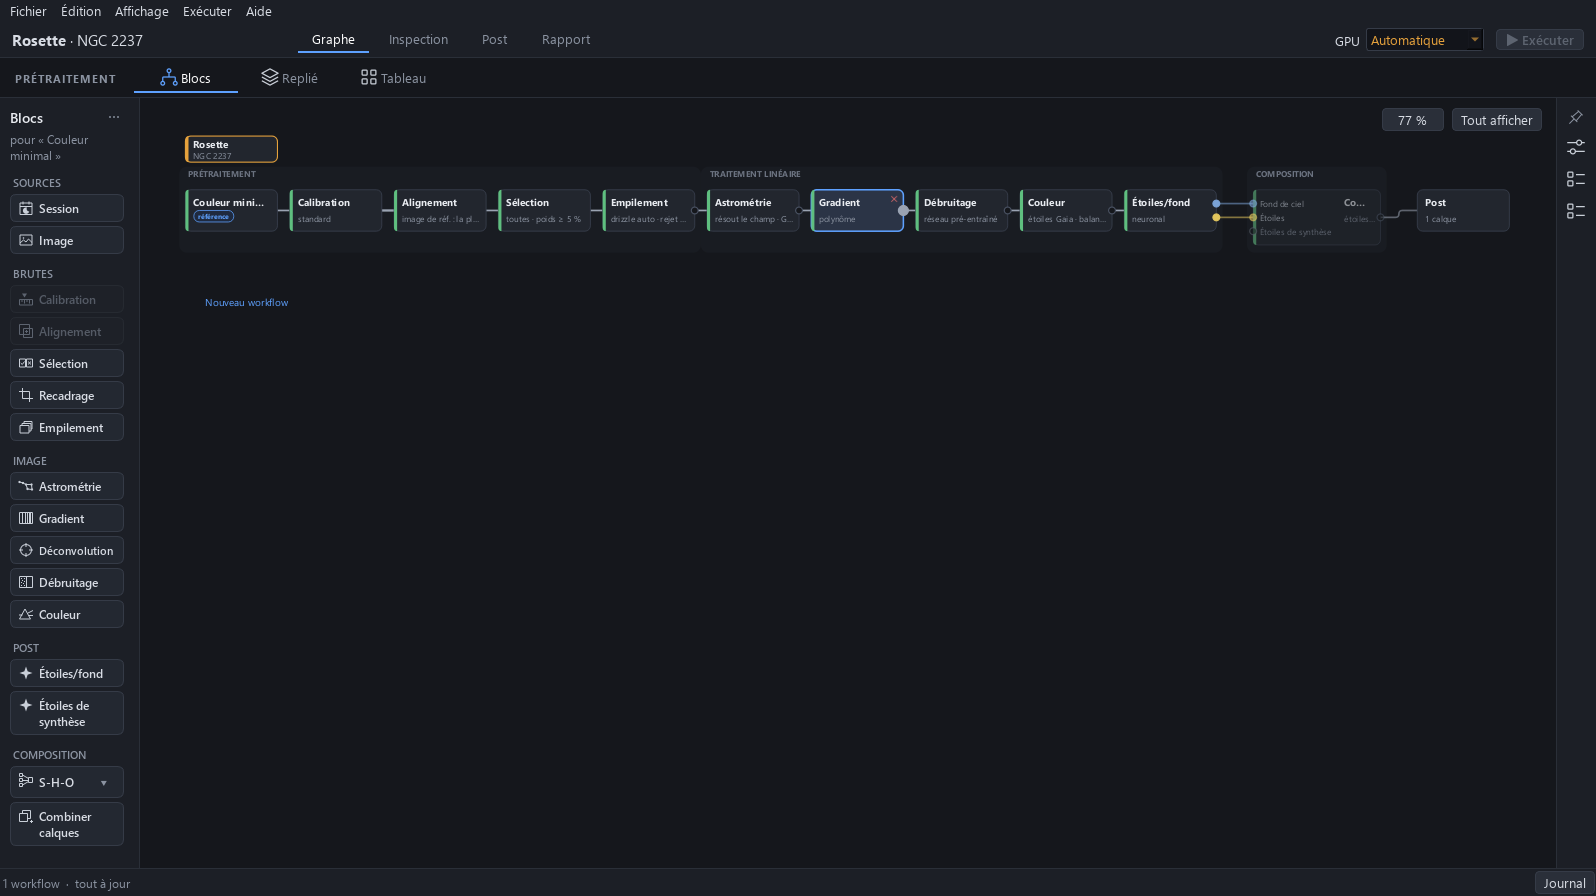 Fichier Édition Affichage Exécuter Aide
Rosette · NGC 2237
Graphe Inspection Post Rapport
GPU Automatique Exécuter
PRÉTRAITEMENT Blocs Replié Tableau
Blocs ...
pour « Couleur
minimal »
SOURCES
Session
Image
BRUTES
Calibration
Alignement
Sélection
Recadrage
Empilement
IMAGE
Astrométrie
Gradient
Déconvolution
Débruitage
Couleur
POST
Étoiles/fond
Étoiles de
synthèse
COMPOSITION
S-H-O
Combiner
calques
77 % Tout afficher
Rosette
NGC 2237
PRÉTRAITEMENT
Couleur mini...
référence
Calibration
standard
Alignement
image de réf. : la pl...
Sélection
toutes · poids ≥ 5 %
Empilement
drizzle auto · rejet ...
TRAITEMENT LINÉAIRE
Astrométrie
résout le champ · G...
Gradient
polynôme
Débruitage
réseau pré-entraîné
Couleur
étoiles Gaia · balan...
Étoiles/fond
neuronal
COMPOSITION
Fond de ciel Co...
Étoiles étoiles...
Étoiles de synthèse
Post
1 calque
Nouveau workflow
1 workflow · tout à jour
Journal